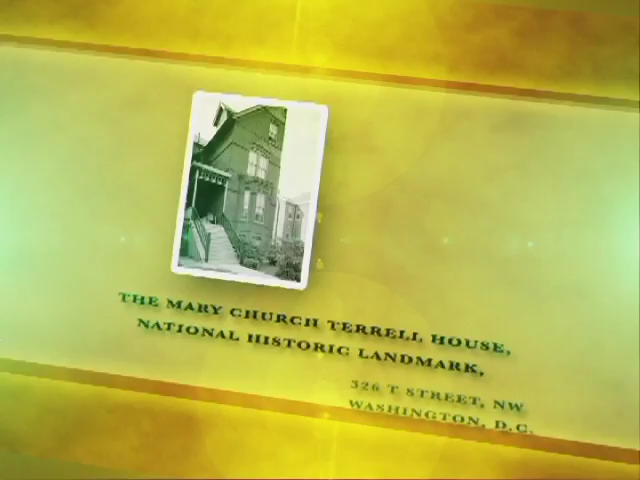 THE MARY CHURCH TERRELL HOUSE,
NATIONAL HISTORIC LANDMARK,
326 T STREET, NW
WASHINGTON, D.C.